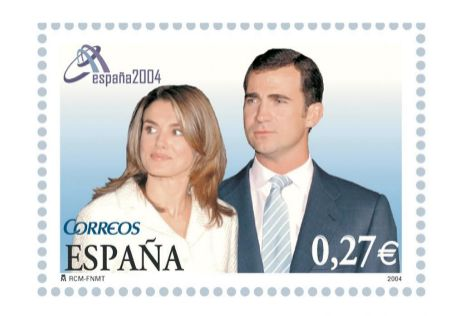 españa2004
CORREOS
ESPAÑA
0,27€
RCM-FNMT
2004